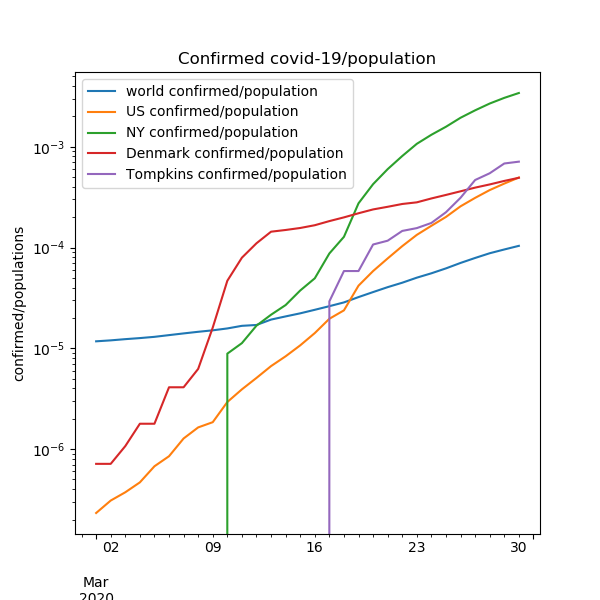 Confirmed covid-19/population
world confirmed/population
US confirmed/population
NY confirmed/population
Denmark confirmed/population
Tompkins confirmed/population
confirmed/populations
10⁻³
10⁻⁴
10⁻⁵
10⁻⁶
02 09 16 23 30
Mar
2020